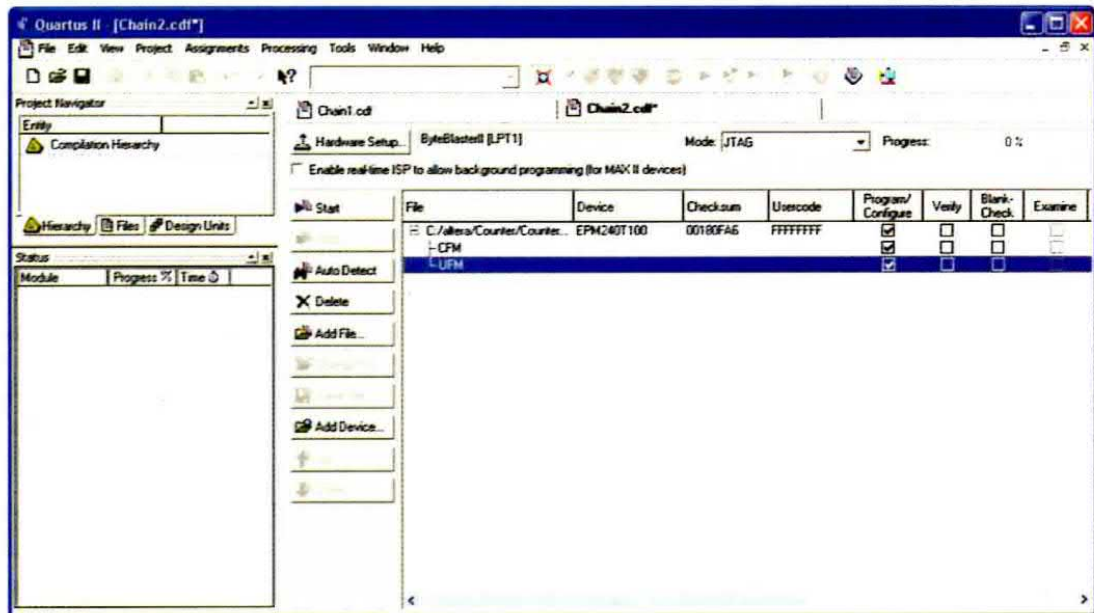 Quartus II - [Chain2.cdf*]
File Edit View Project Assignments Processing Tools Window Help
Project Navigator
Entity
Compilation Hierarchy
Hierarchy Files Design Units
Status
Module Progress % Time
Chain1.cdf Chain2.cdf*
Hardware Setup... ByteBlasterII [LPT1] Mode: JTAG Progress: 0 %
Enable real-time ISP to allow background programming (for MAX II devices)
Start
Auto Detect
Delete
Add File...
Add Device...
File Device Checksum Usercode Program/Configure Verify Blank-Check Examine
C:/altera/Counter/Counter... EPM240T100 00180FA6 FFFFFFFF
CFM
UFM